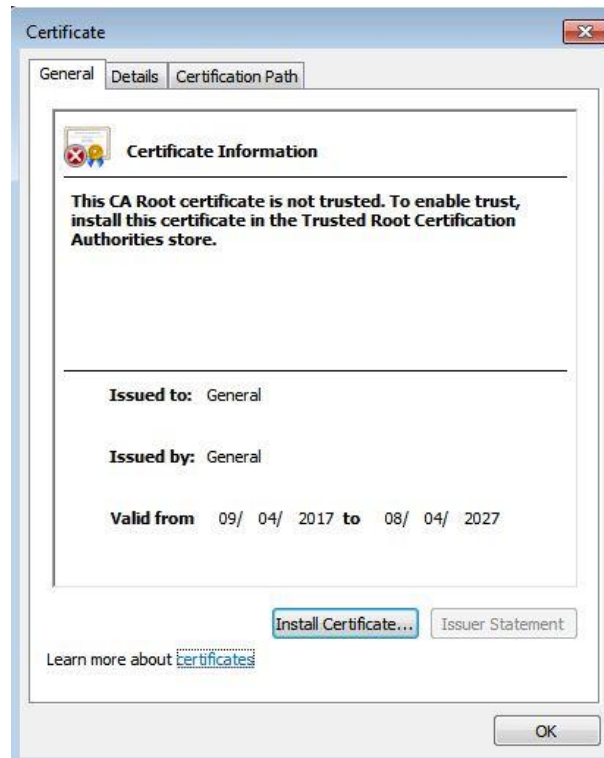 Certificate
General Details Certification Path
Certificate Information
This CA Root certificate is not trusted. To enable trust,
install this certificate in the Trusted Root Certification
Authorities store.
Issued to: General
Issued by: General
Valid from 09/ 04/ 2017 to 08/ 04/ 2027
Install Certificate... Issuer Statement
Learn more about certificates
OK